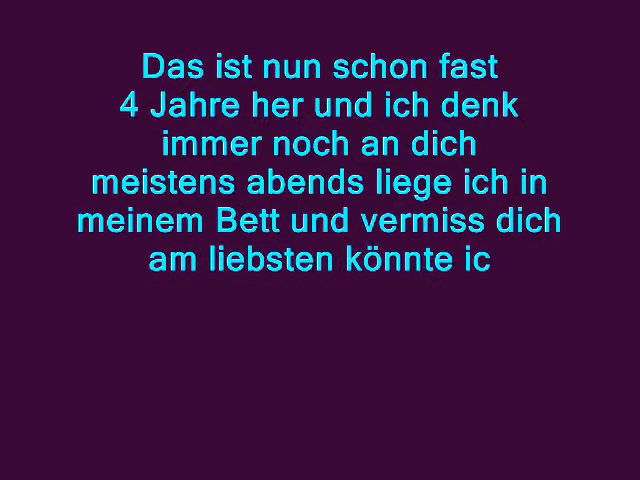 Das ist nun schon fast
4 Jahre her und ich denk
immer noch an dich
meistens abends liege ich in
meinem Bett und vermiss dich
am liebsten könnte ic